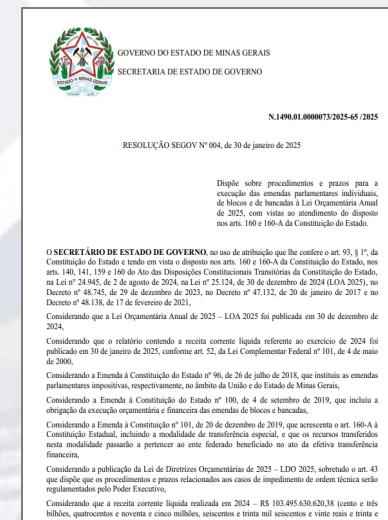 GOVERNO DO ESTADO DE MINAS GERAIS
SECRETARIA DE ESTADO DE GOVERNO
N.1490.01.0000073/2025-65 /2025
RESOLUÇÃO SEGOV Nº 004, de 30 de janeiro de 2025
Dispõe sobre procedimentos e prazos para a
execução das emendas parlamentares individuais,
de blocos e de bancadas à Lei Orçamentária Anual
de 2025, com vistas ao atendimento do disposto
nos arts. 160 e 160-A da Constituição do Estado.
O SECRETÁRIO DE ESTADO DE GOVERNO, no uso de atribuição que lhe confere o art. 93, § 1º, da
Constituição do Estado e tendo em vista o disposto nos arts. 160 e 160-A da Constituição do Estado, nos
arts. 140, 141, 159 e 160 do Ato das Disposições Constitucionais Transitórias da Constituição do Estado,
na Lei nº 24.945, de 2 de agosto de 2024, na Lei nº 25.124, de 30 de dezembro de 2024 (LOA 2025), no
Decreto nº 48.745, de 29 de dezembro de 2023, no Decreto nº 47.132, de 20 de janeiro de 2017 e no
Decreto nº 48.138, de 17 de fevereiro de 2021,
Considerando que a Lei Orçamentária Anual de 2025 – LOA 2025 foi publicada em 30 de dezembro de
2024,
Considerando que o relatório contendo a receita corrente líquida referente ao exercício de 2024 foi
publicado em 30 de janeiro de 2025, conforme art. 52, da Lei Complementar Federal nº 101, de 4 de maio
de 2000,
Considerando a Emenda à Constituição do Estado nº 96, de 26 de julho de 2018, que instituiu as emendas
parlamentares impositivas, respectivamente, no âmbito da União e do Estado de Minas Gerais,
Considerando a Emenda à Constituição do Estado nº 100, de 4 de setembro de 2019, que incluiu a
obrigação da execução orçamentária e financeira das emendas de blocos e bancadas,
Considerando a Emenda à Constituição nº 101, de 20 de dezembro de 2019, que acrescenta o art. 160-A à
Constituição Estadual, incluindo a modalidade de transferência especial, e que os recursos transferidos
nesta modalidade passarão a pertencer ao ente federado beneficiado no ato da efetiva transferência
financeira,
Considerando a publicação da Lei de Diretrizes Orçamentárias de 2025 – LDO 2025, sobretudo o art. 43
que dispõe que os procedimentos e prazos relacionados aos casos de impedimento de ordem técnica serão
regulamentados pelo Poder Executivo,
Considerando que a receita corrente líquida realizada em 2024 – R$ 103.495.630.620,38 (cento e três
bilhões, quatrocentos e noventa e cinco milhões, seiscentos e trinta mil seiscentos e vinte reais e trinta e